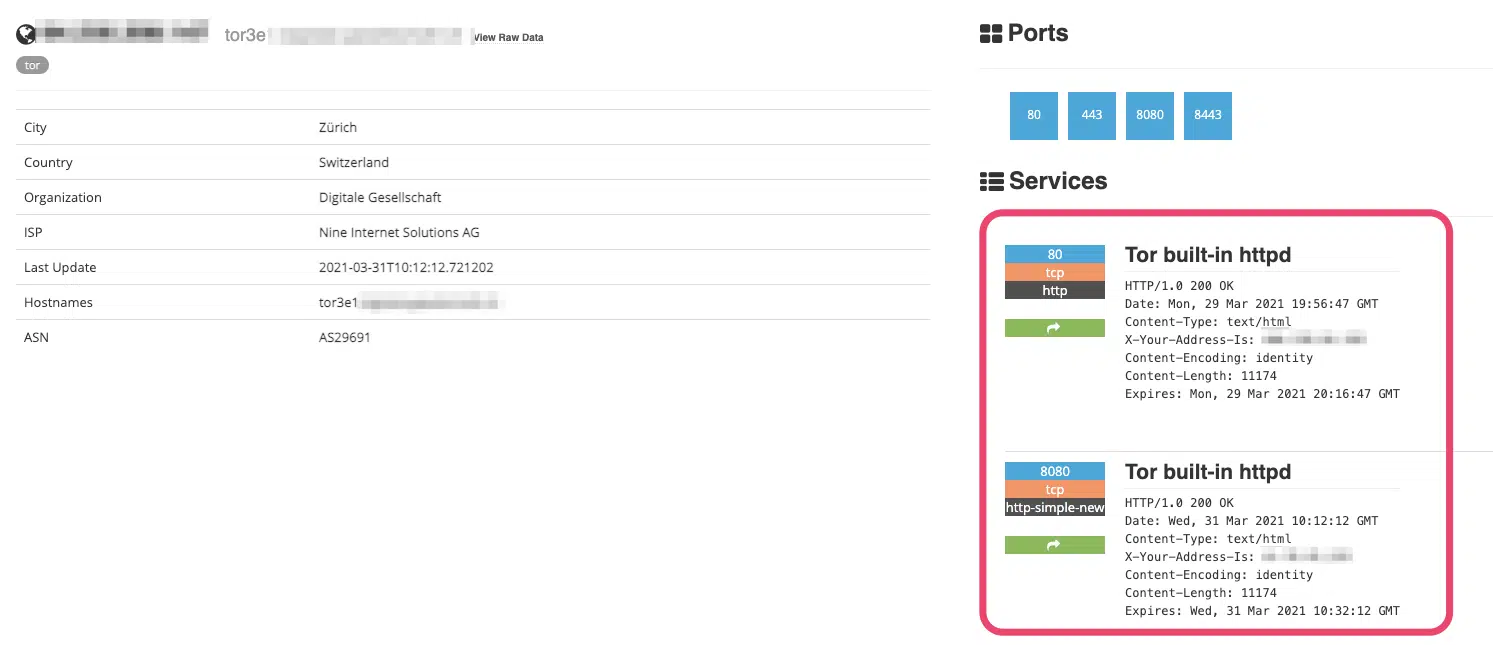 tor3e View Raw Data
tor
City Zürich
Country Switzerland
Organization Digitale Gesellschaft
ISP Nine Internet Solutions AG
Last Update 2021-03-31T10:12:12.721202
Hostnames tor3e1
ASN AS29691
Ports
80 443 8080 8443
Services
80
tcp
http
Tor built-in httpd
HTTP/1.0 200 OK
Date: Mon, 29 Mar 2021 19:56:47 GMT
Content-Type: text/html
X-Your-Address-Is:
Content-Encoding: identity
Content-Length: 11174
Expires: Mon, 29 Mar 2021 20:16:47 GMT
8080
tcp
http-simple-new
Tor built-in httpd
HTTP/1.0 200 OK
Date: Wed, 31 Mar 2021 10:12:12 GMT
Content-Type: text/html
X-Your-Address-Is:
Content-Encoding: identity
Content-Length: 11174
Expires: Wed, 31 Mar 2021 10:32:12 GMT